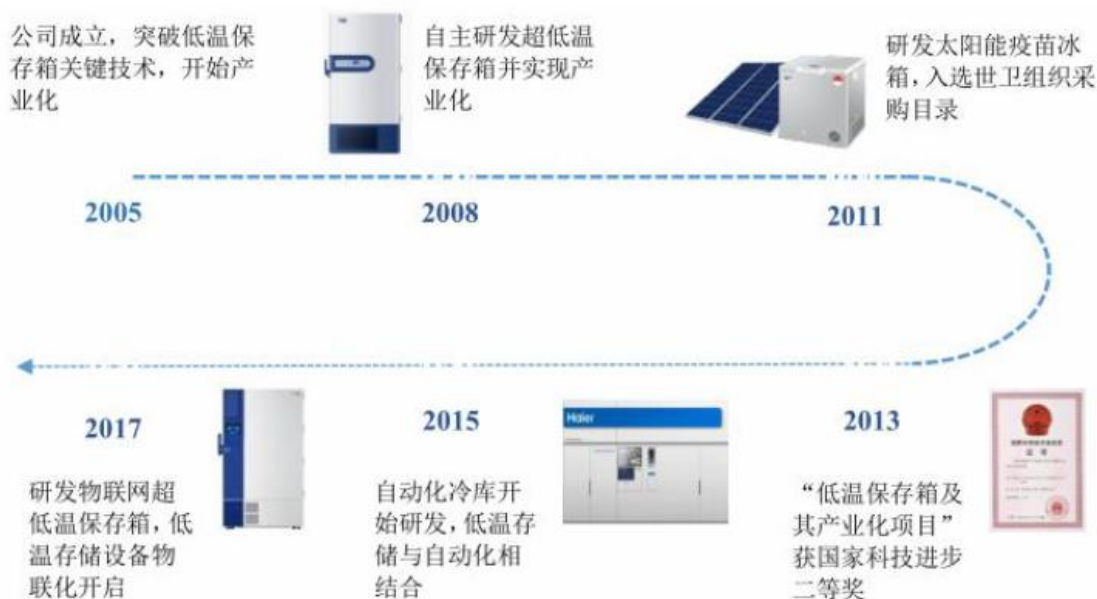 公司成立，突破低温保
存箱关键技术，开始产
业化
自主研发超低温
保存箱并实现产
业化
研发太阳能疫苗冰
箱，入选世卫组织采
购目录
2005
2008
2011
2017
2015
2013
Haier
研发物联网超
低温保存箱，低
温存储设备物
联化开启
自动化冷库开
始研发，低温存
储与自动化相
结合
“低温保存箱及
其产业化项目”
获国家科技进步
二等奖